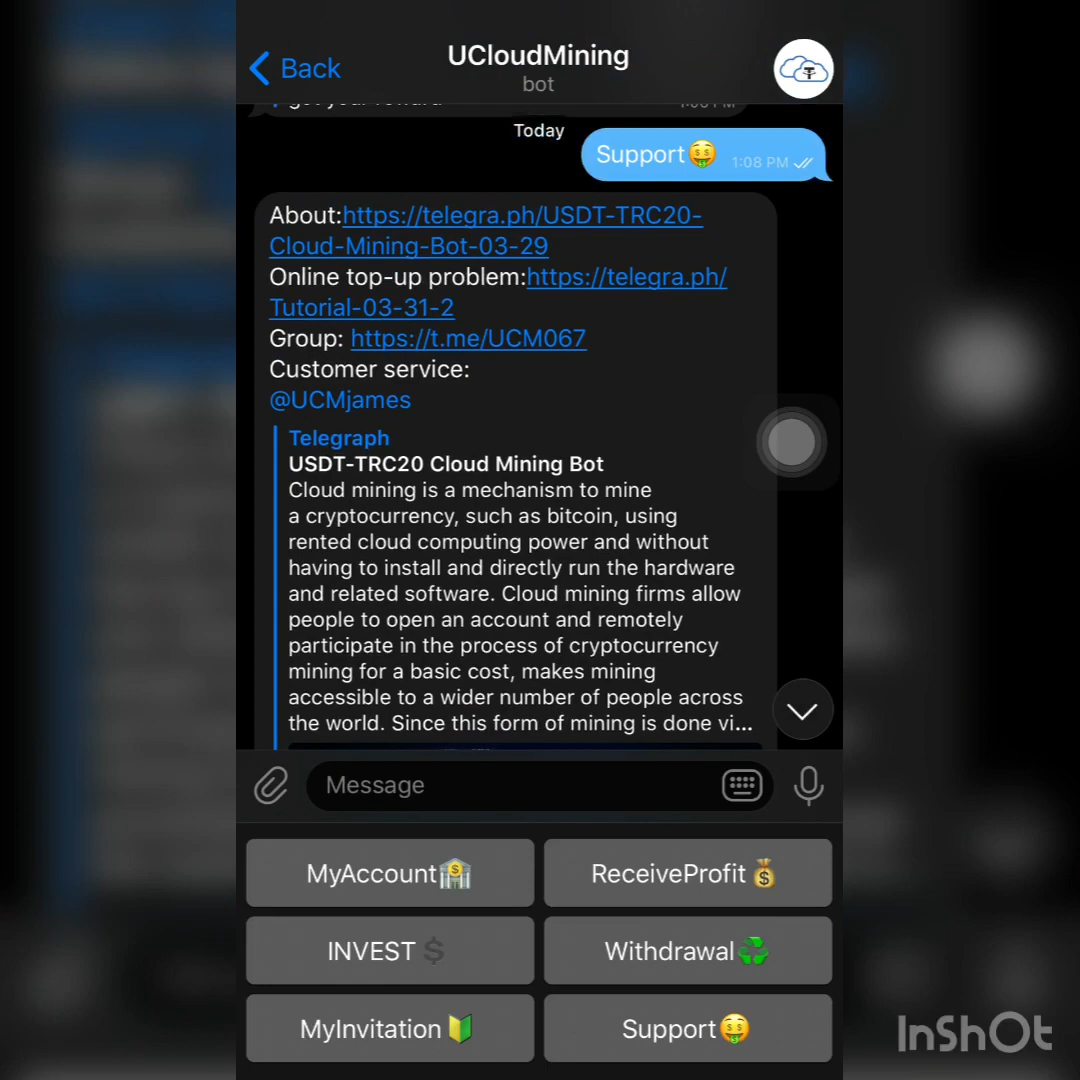 Back
UCloudMining
bot
Today
Support🤑 1:08 PM
About:https://telegra.ph/USDT-TRC20-
Cloud-Mining-Bot-03-29
Online top-up problem:https://telegra.ph/
Tutorial-03-31-2
Group: https://t.me/UCM067
Customer service:
@UCMjames
Telegraph
USDT-TRC20 Cloud Mining Bot
Cloud mining is a mechanism to mine
a cryptocurrency, such as bitcoin, using
rented cloud computing power and without
having to install and directly run the hardware
and related software. Cloud mining firms allow
people to open an account and remotely
participate in the process of cryptocurrency
mining for a basic cost, makes mining
accessible to a wider number of people across
the world. Since this form of mining is done vi...
Message
MyAccount🏦
ReceiveProfit💰
INVEST💲
Withdrawal♻️
MyInvitation🔰
Support🤑
InShOt